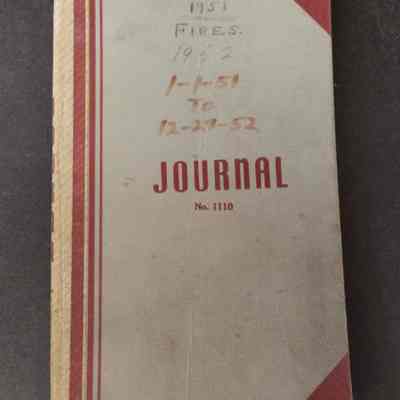 1951
FIRES.
1952
1-1-51
TO
12-29-52
JOURNAL
No. 1110